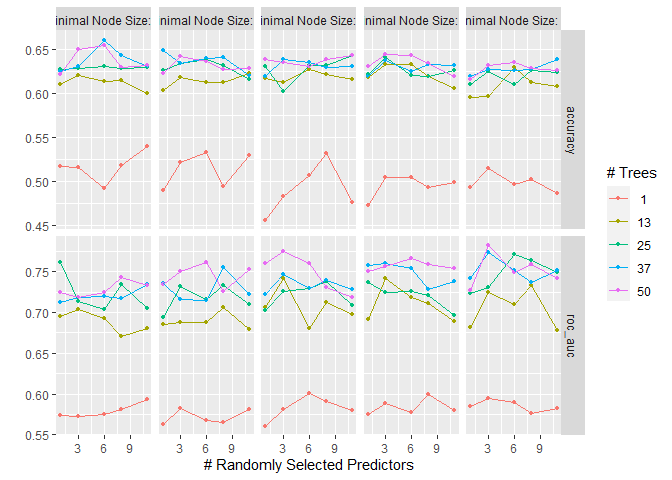 inimal Node Size: inimal Node Size: inimal Node Size: inimal Node Size: inimal Node Size:
0.65
0.60
0.55
0.50
0.45
accuracy
0.75
0.70
0.65
0.60
0.55
roc_auc
3 6 9 3 6 9 3 6 9 3 6 9 3 6 9
# Randomly Selected Predictors
# Trees
1
13
25
37
50